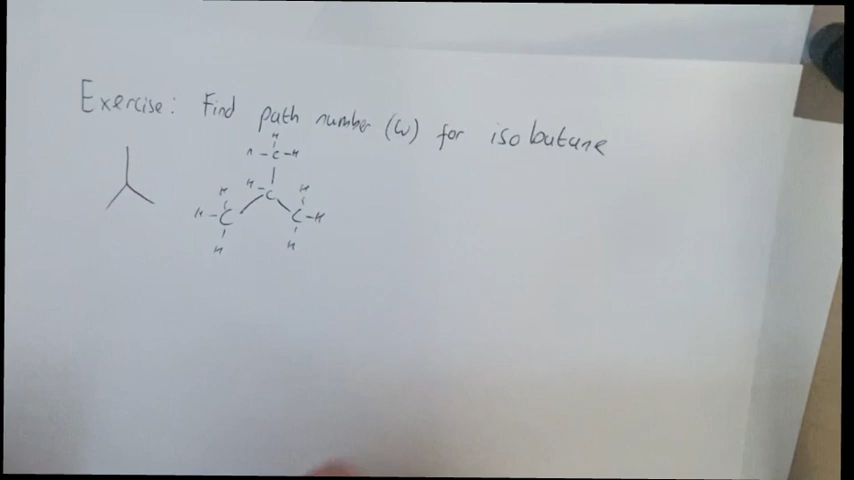 Exercise: Find path number (W) for isobutane
H
H - C - H
H - C
H H
H - C C - H
H H